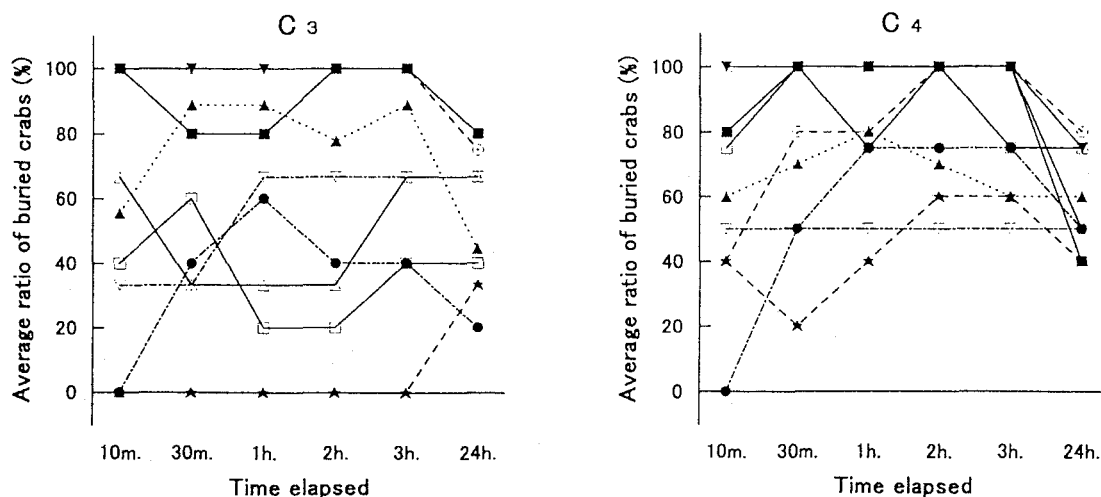 C 3
Average ratio of buried crabs (%)
100
80
60
40
20
0
10m. 30m. 1h. 2h. 3h. 24h.
Time elapsed
C 4
Average ratio of buried crabs (%)
100
80
60
40
20
0
10m. 30m. 1h. 2h. 3h. 24h.
Time elapsed